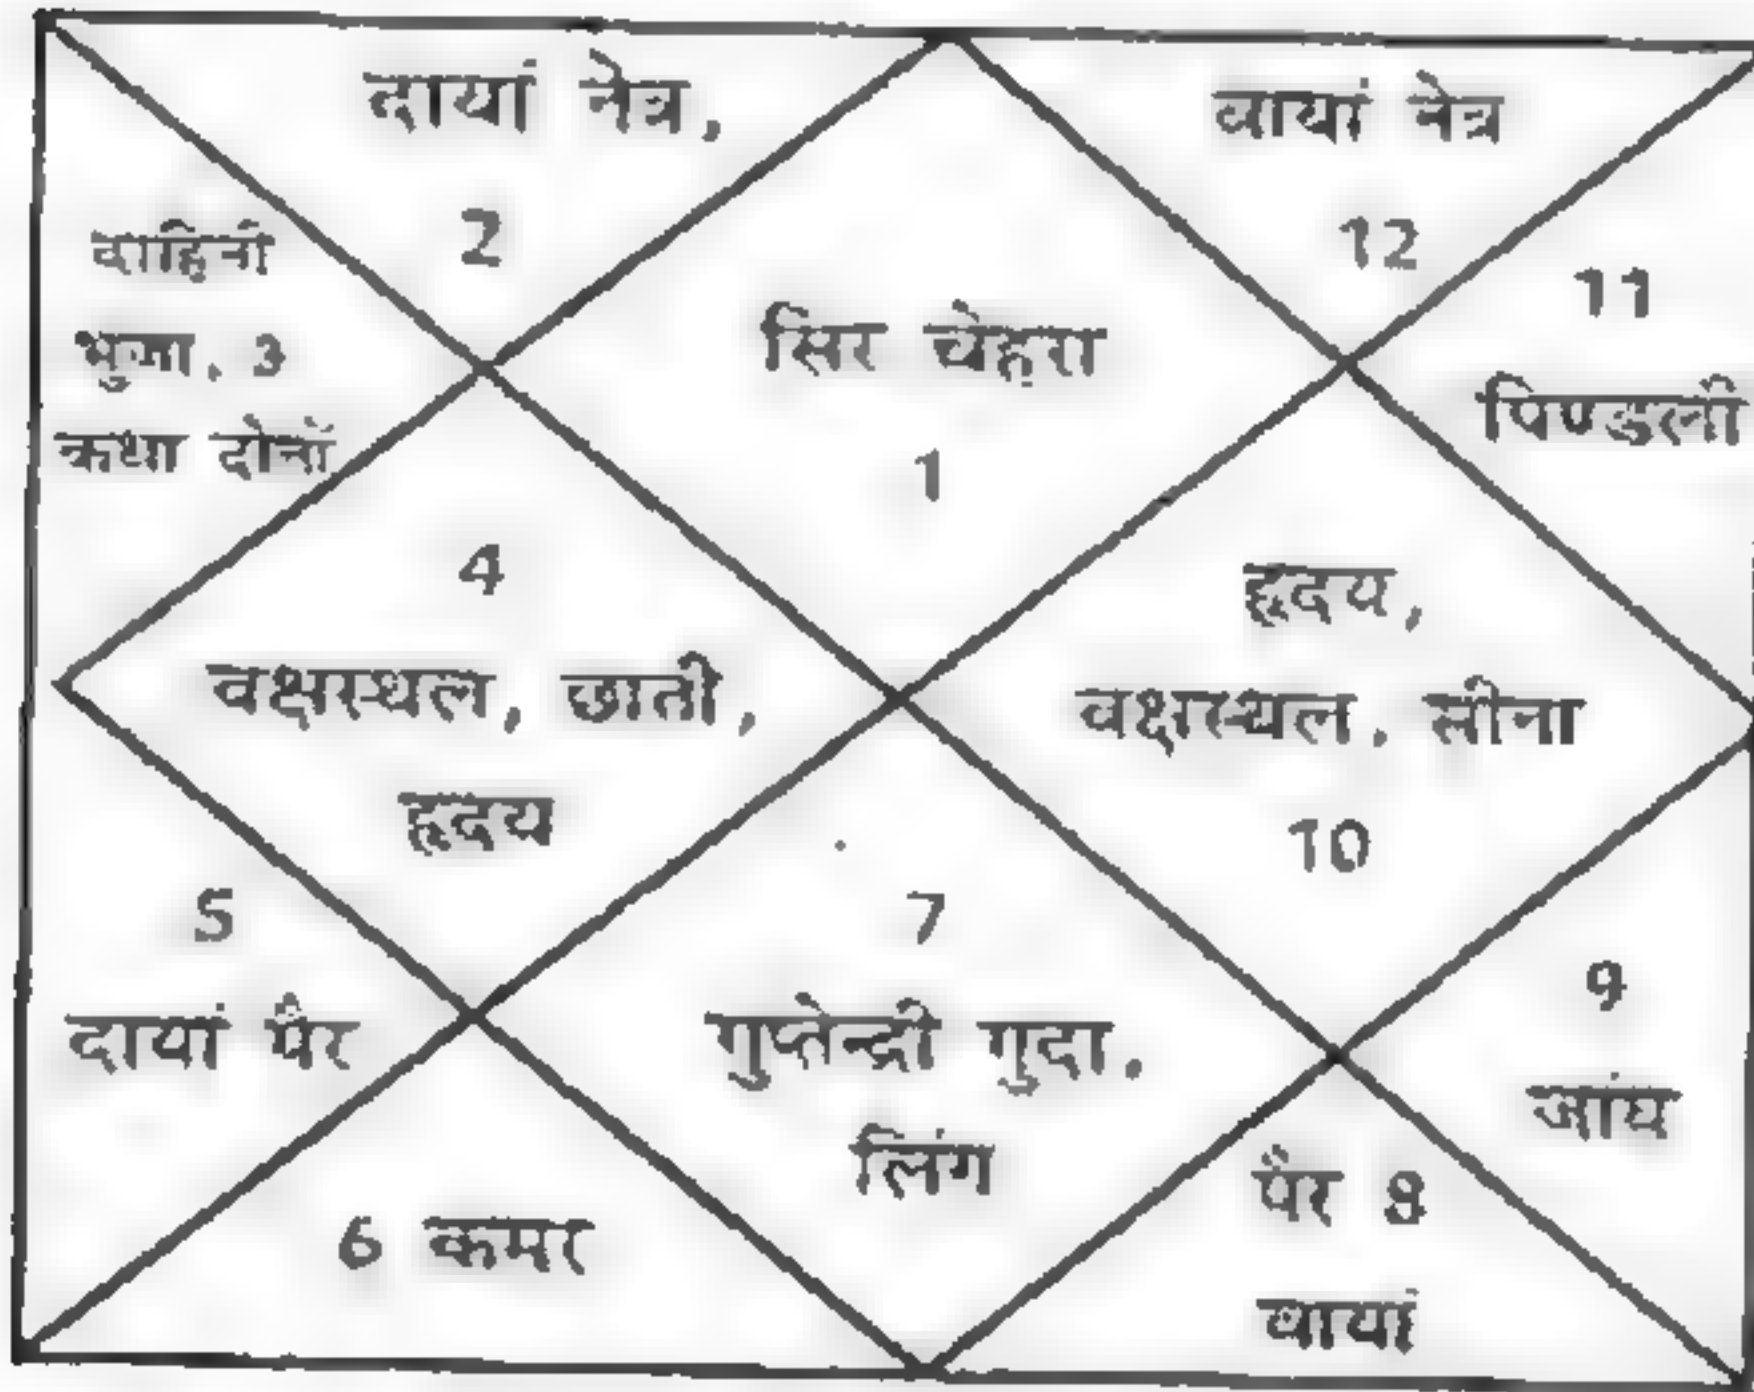 दायां नेत्र,
2
वायां नेत्र
12
दाहिनी
भुजा, 3
कधा दोनों
सिर चेहरा
1
11
पिण्डली
4
वक्षस्थल, छाती,
हृदय
हृदय,
वक्षस्थल, सीना
10
5
दायां पैर
6 कमर
7
गुप्तेन्द्री गुदा,
लिंग
पैर 8
वायां
9
जांघ